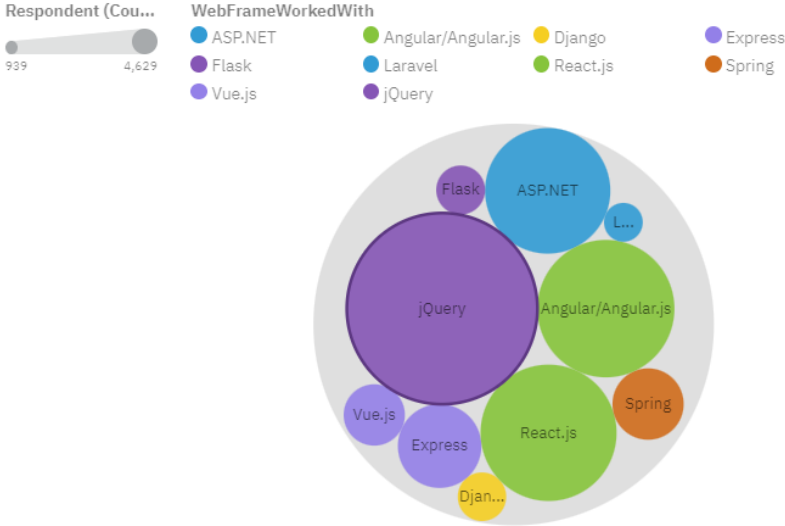 Respondent (Cou...
939
4,629
WebFrameWorkedWith
ASP.NET
Angular/Angular.js
Django
Express
Flask
Laravel
React.js
Spring
Vue.js
jQuery
Flask
ASP.NET
L...
jQuery
Angular/Angular.js
Vue.js
Express
React.js
Spring
Djan...